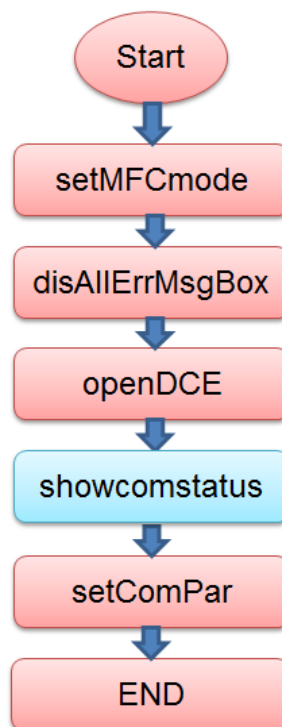 Start
setMFCmode
disAllErrMsgBox
openDCE
showcomstatus
setComPar
END